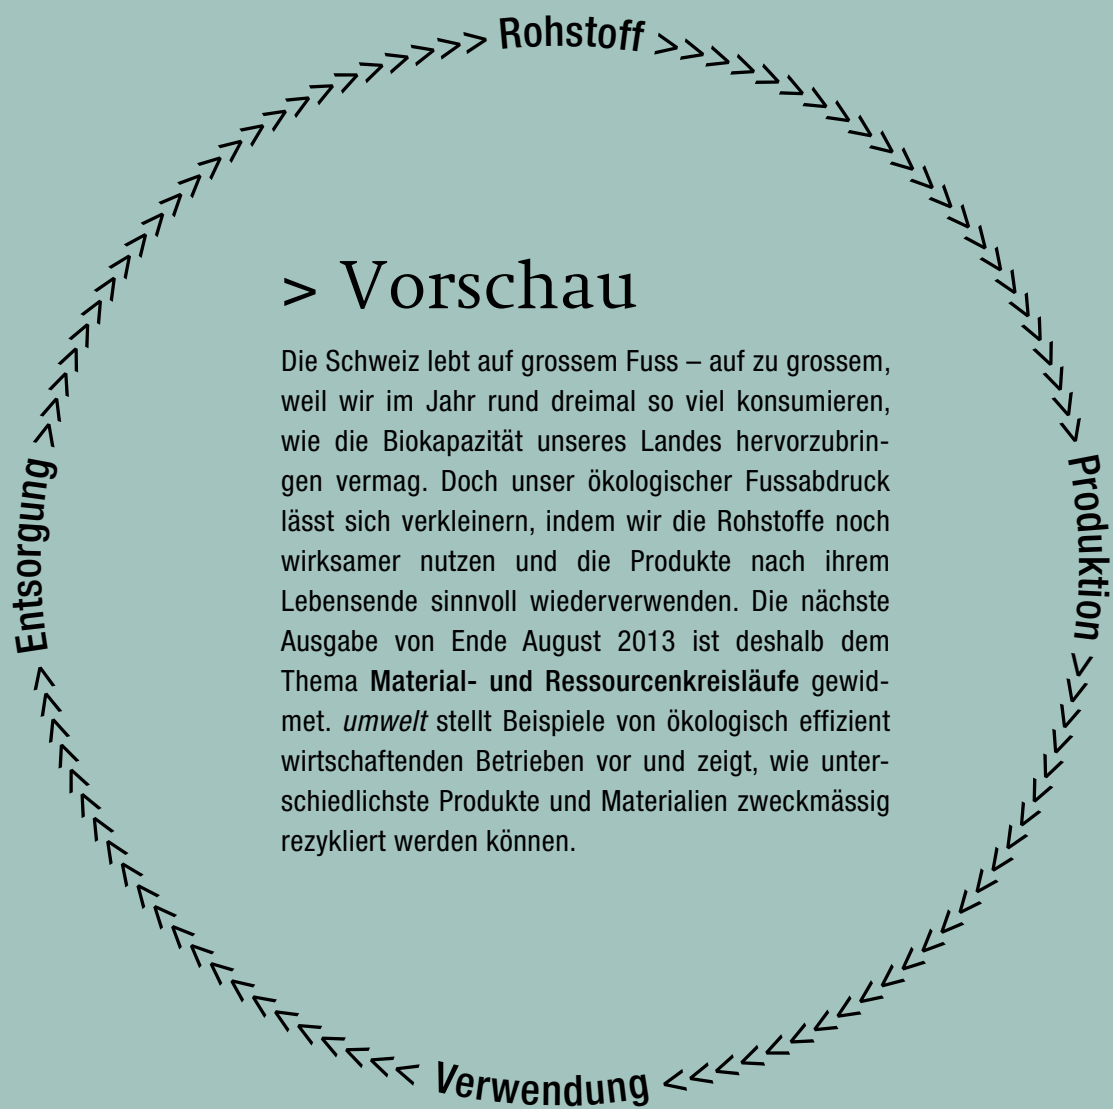 >>>>>>>>>>>>>>>>>>>> Rohstoff >>>>>>>>>>>>>>>>>>>>
> Vorschau
Die Schweiz lebt auf grossem Fuss – auf zu grossem,
weil wir im Jahr rund dreimal so viel konsumieren,
wie die Biokapazität unseres Landes hervorzubrin-
gen vermag. Doch unser ökologischer Fussabdruck
lässt sich verkleinern, indem wir die Rohstoffe noch
wirksamer nutzen und die Produkte nach ihrem
Lebensende sinnvoll wiederverwenden. Die nächste
Ausgabe von Ende August 2013 ist deshalb dem
Thema Material- und Ressourcenkreisläufe gewid-
met. umwelt stellt Beispiele von ökologisch effizient
wirtschaftenden Betrieben vor und zeigt, wie unter-
schiedlichste Produkte und Materialien zweckmässig
rezykliert werden können.
Produktion
Verwendung
Entsorgung